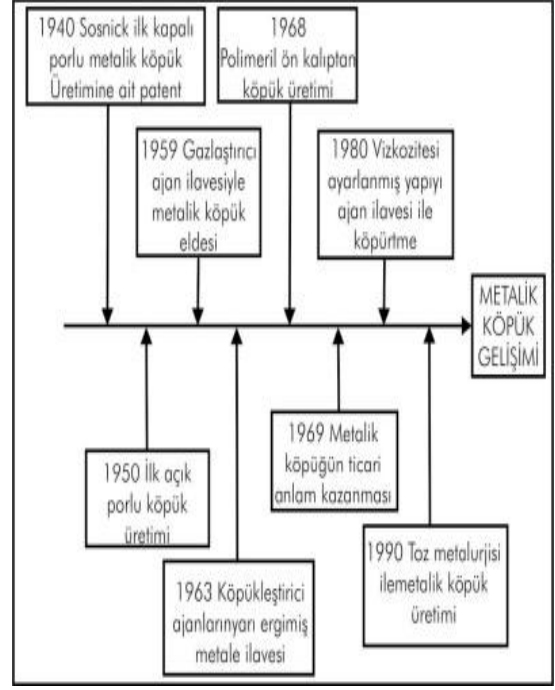 1940 Sosnick ilk kapalı
porlu metalik köpük
Üretimine ait patent
1968
Polimeril ön kalıptan
köpük üretimi
1959 Gazlaştırıcı
ajan ilavesiyle
metalik köpük
eldesi
1980 Vizkozitesi
ayarlanmış yapıyı
ajan ilavesi ile
köpürtme
METALİK
KÖPÜK
GELİŞİMİ
1950 İlk açık
porlu köpük
üretimi
1969 Metalik
köpüğün ticari
anlam kazanması
1963 Köpükleştirici
ajanlarınyarı ergimiş
metale ilavesi
1990 Toz metalurjisi
ilemetalik köpük
üretimi